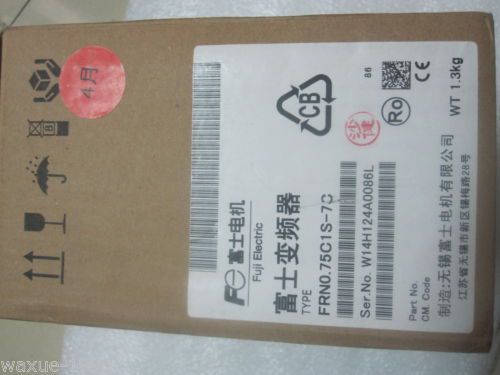 4月
8
富士电机
Fuji Electric
富士变频器
TYPE
FRN0.75C1S-7C
Ser.No. W14H124A0086L
Part No.
CM. Code
制造:无锡富士电机有限公司
江苏省无锡市新区锡梅路28号
CB
86
Ro
CE
WT 1.3kg